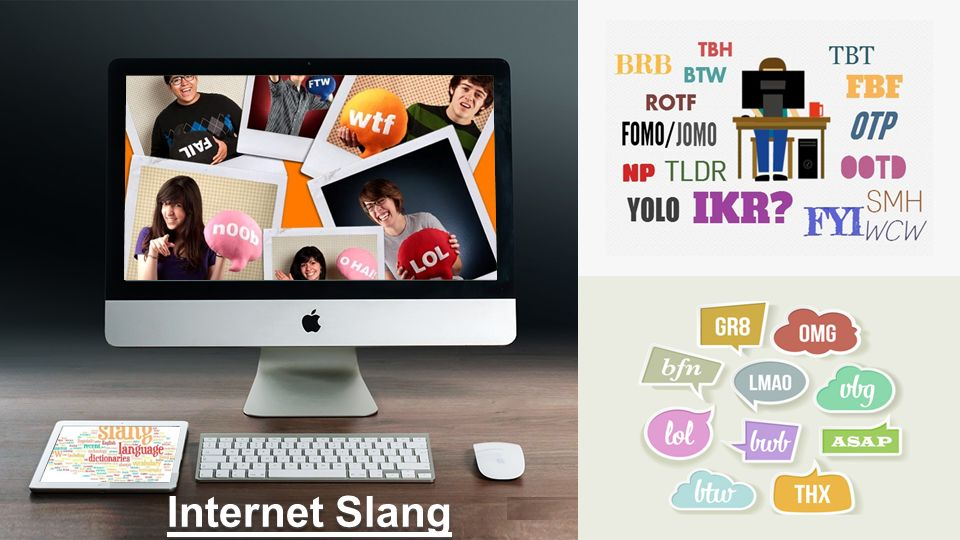 FTW
wtf
FAIL
n00b
O HAI
LOL
slang
language
dictionaries
Internet Slang
BRB
TBH
BTW
ROTF
FOMO/JOMO
NP TLDR
YOLO IKR?
TBT
FBF
OTP
OOTD
SMH
FYI WCW
GR8
OMG
bfn
LMAO
vbg
lol
bwb
ASAP
btw
THX